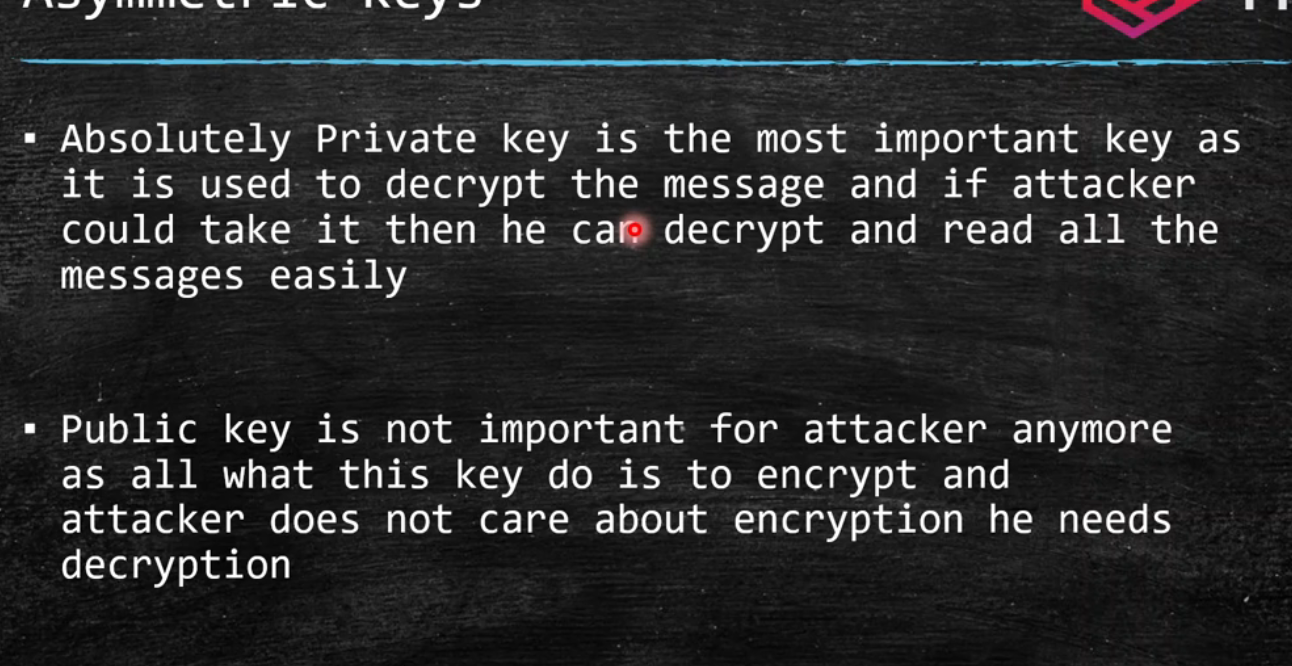 Asymmetric Keys
▪ Absolutely Private key is the most important key as
it is used to decrypt the message and if attacker
could take it then he can decrypt and read all the
messages easily
▪ Public key is not important for attacker anymore
as all what this key do is to encrypt and
attacker does not care about encryption he needs
decryption